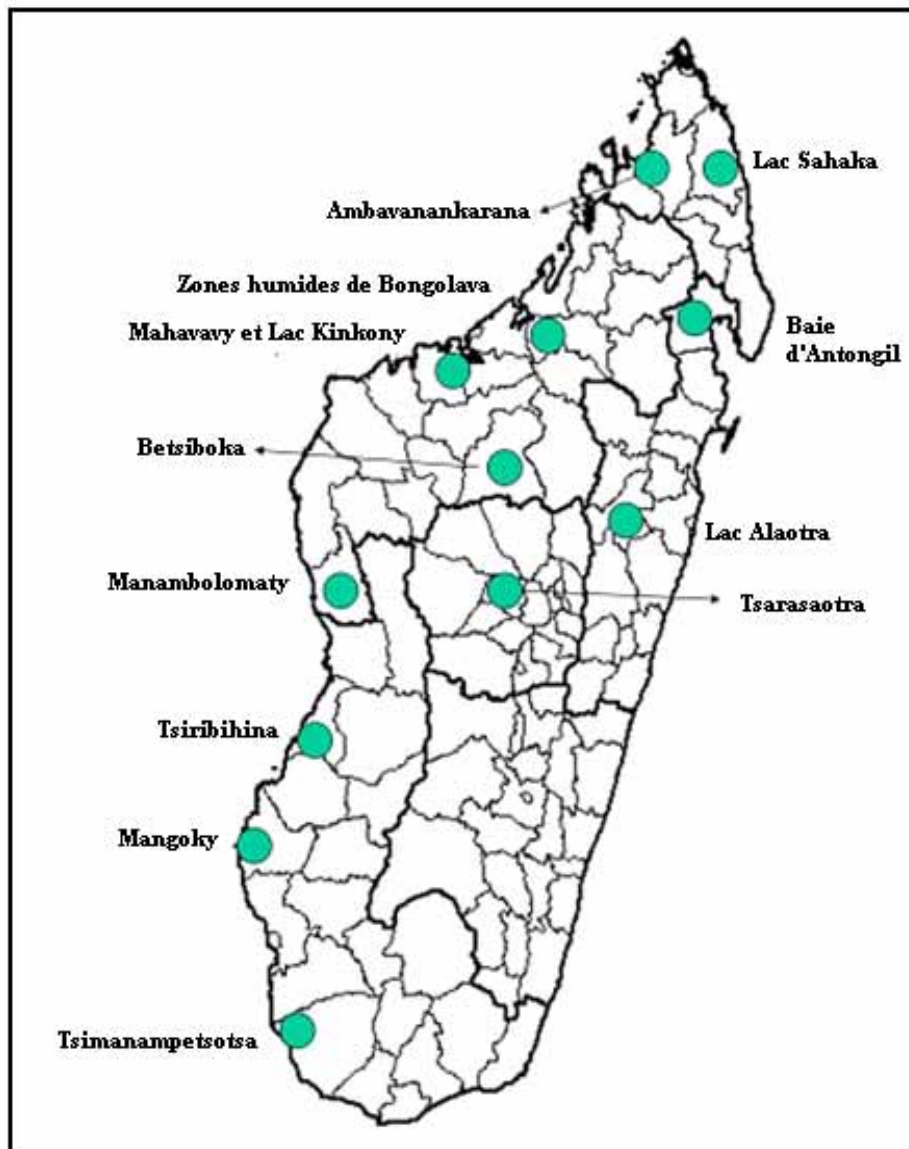 Lac Sahaka
Ambavanankarana
Zones humides de Bongolava
Mahavavy et Lac Kinkony
Baie
d'Antongil
Betsiboka
Lac Alaotra
Manambolomaty
Tsarasaotra
Tsiribihina
Mangoky
Tsimanampetsotsa